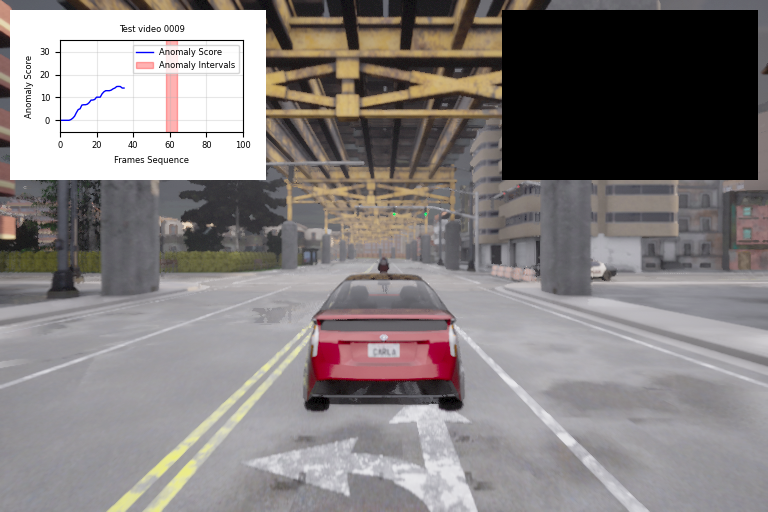 Test video 0009
Anomaly Score
30
20
10
0
Anomaly Score
Anomaly Intervals
0 20 40 60 80 100
Frames Sequence
CARLA